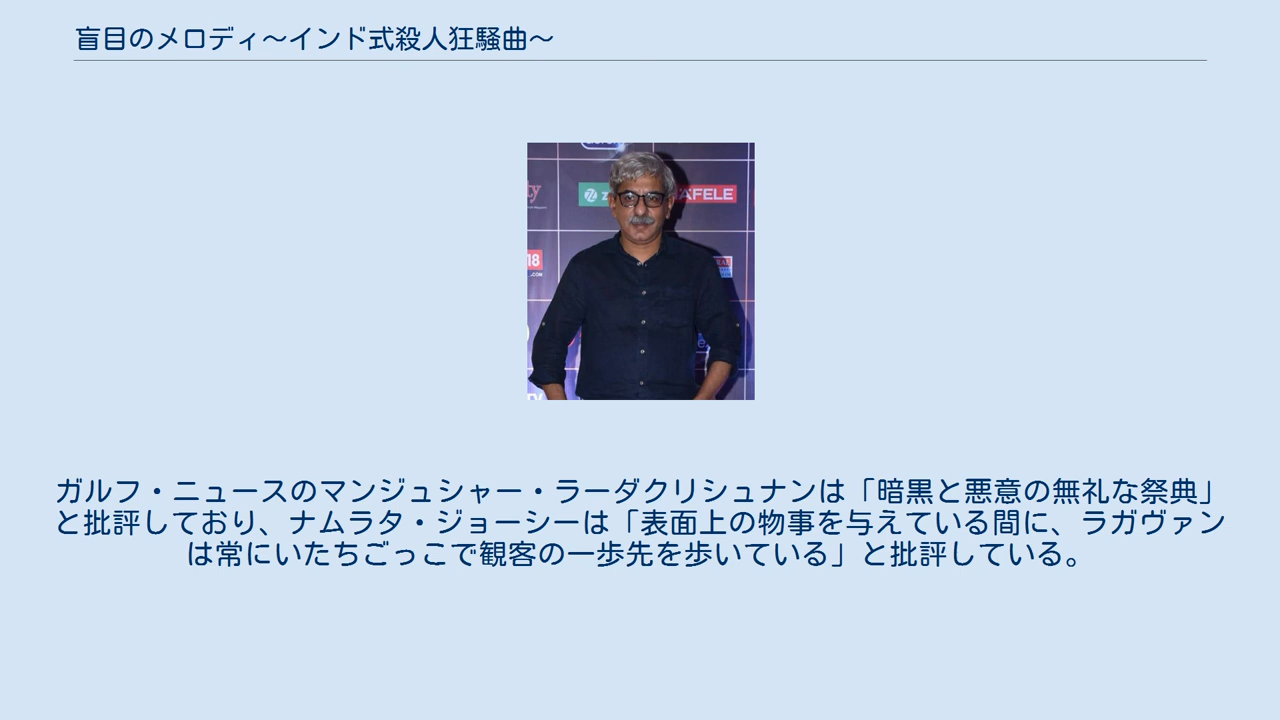 盲目のメロディ〜インド式殺人狂騒曲〜
ty
Z
HAFELE
18
.COM
ガルフ・ニュースのマンジュシャー・ラーダクリシュナンは「暗黒と悪意の無礼な祭典」
と批評しており、ナムラタ・ジョーシーは「表面上の物事を与えている間に、ラガヴァン
は常にいたちごっこで観客の一歩先を歩いている」と批評している。